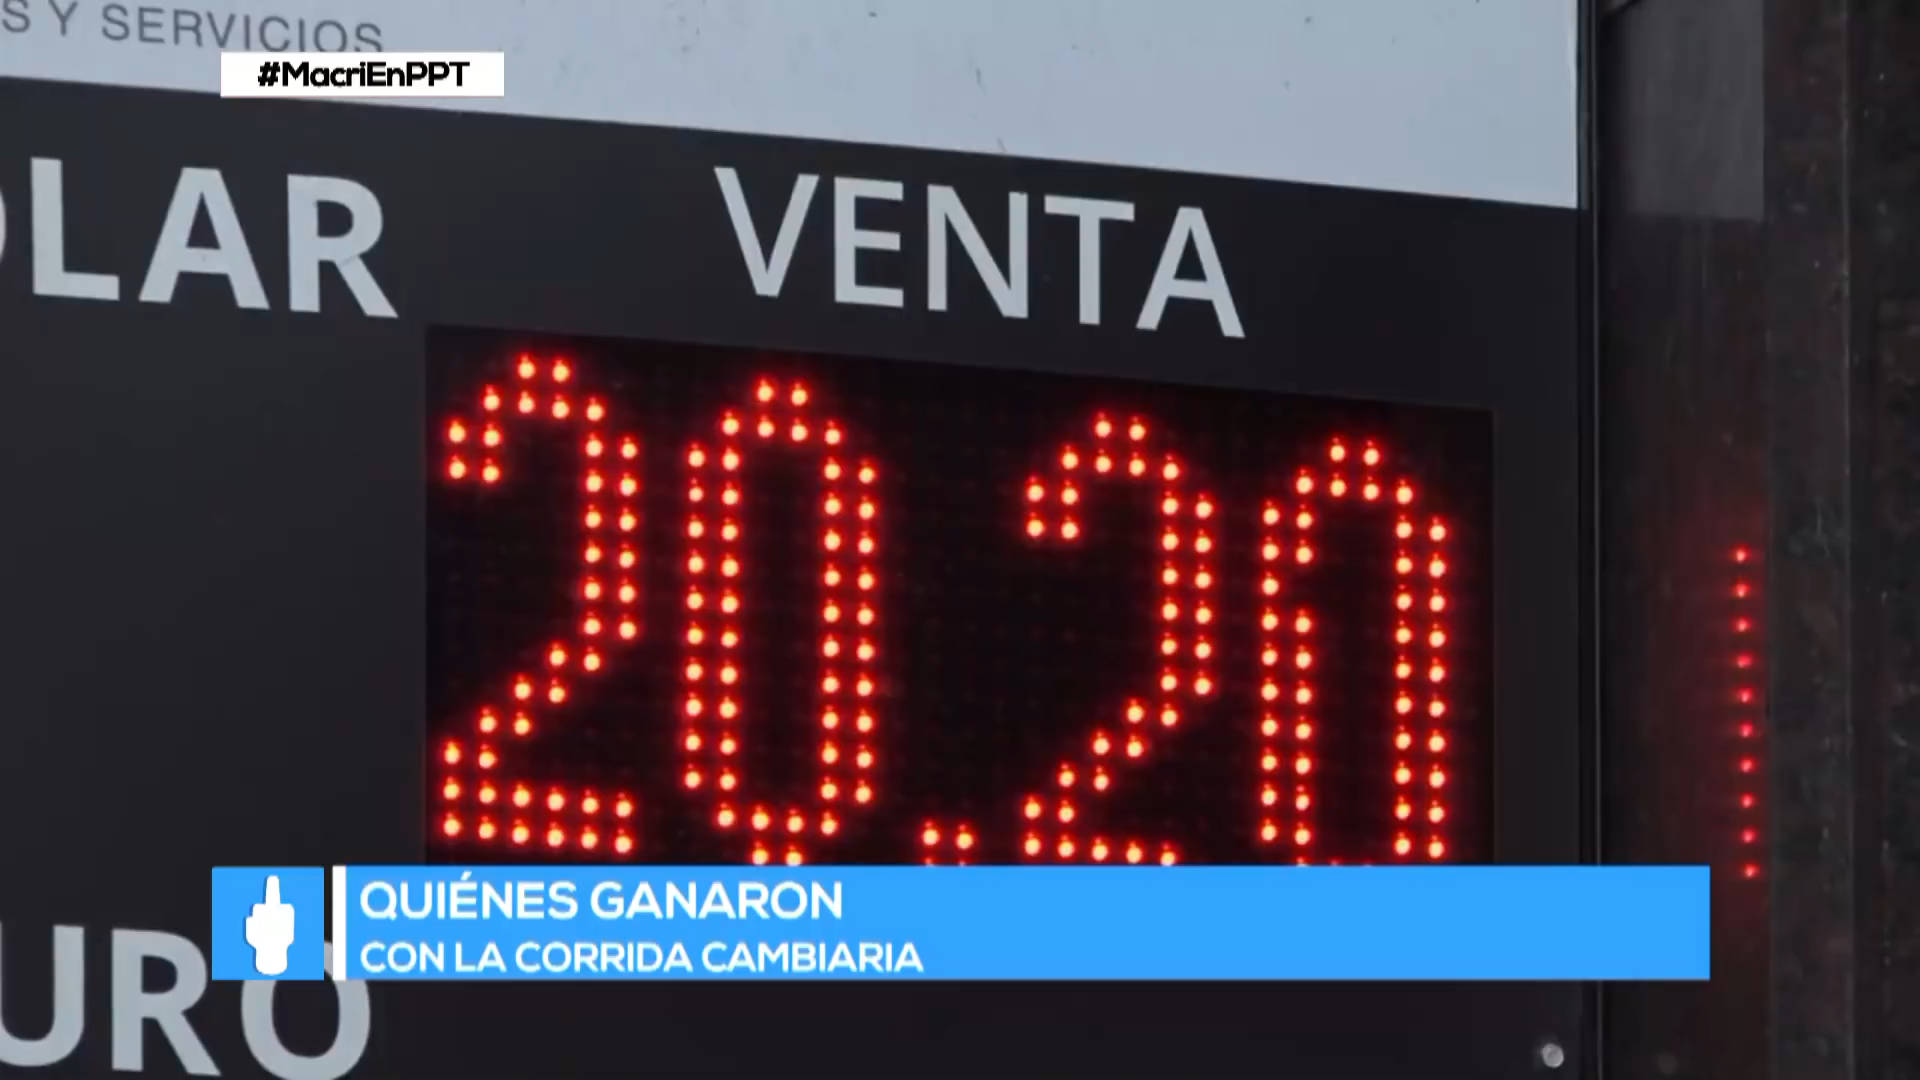 S Y SERVICIOS
#MacriEnPPT
OLAR VENTA
20.20
QUIÉNES GANARON
CON LA CORRIDA CAMBIARIA
URO